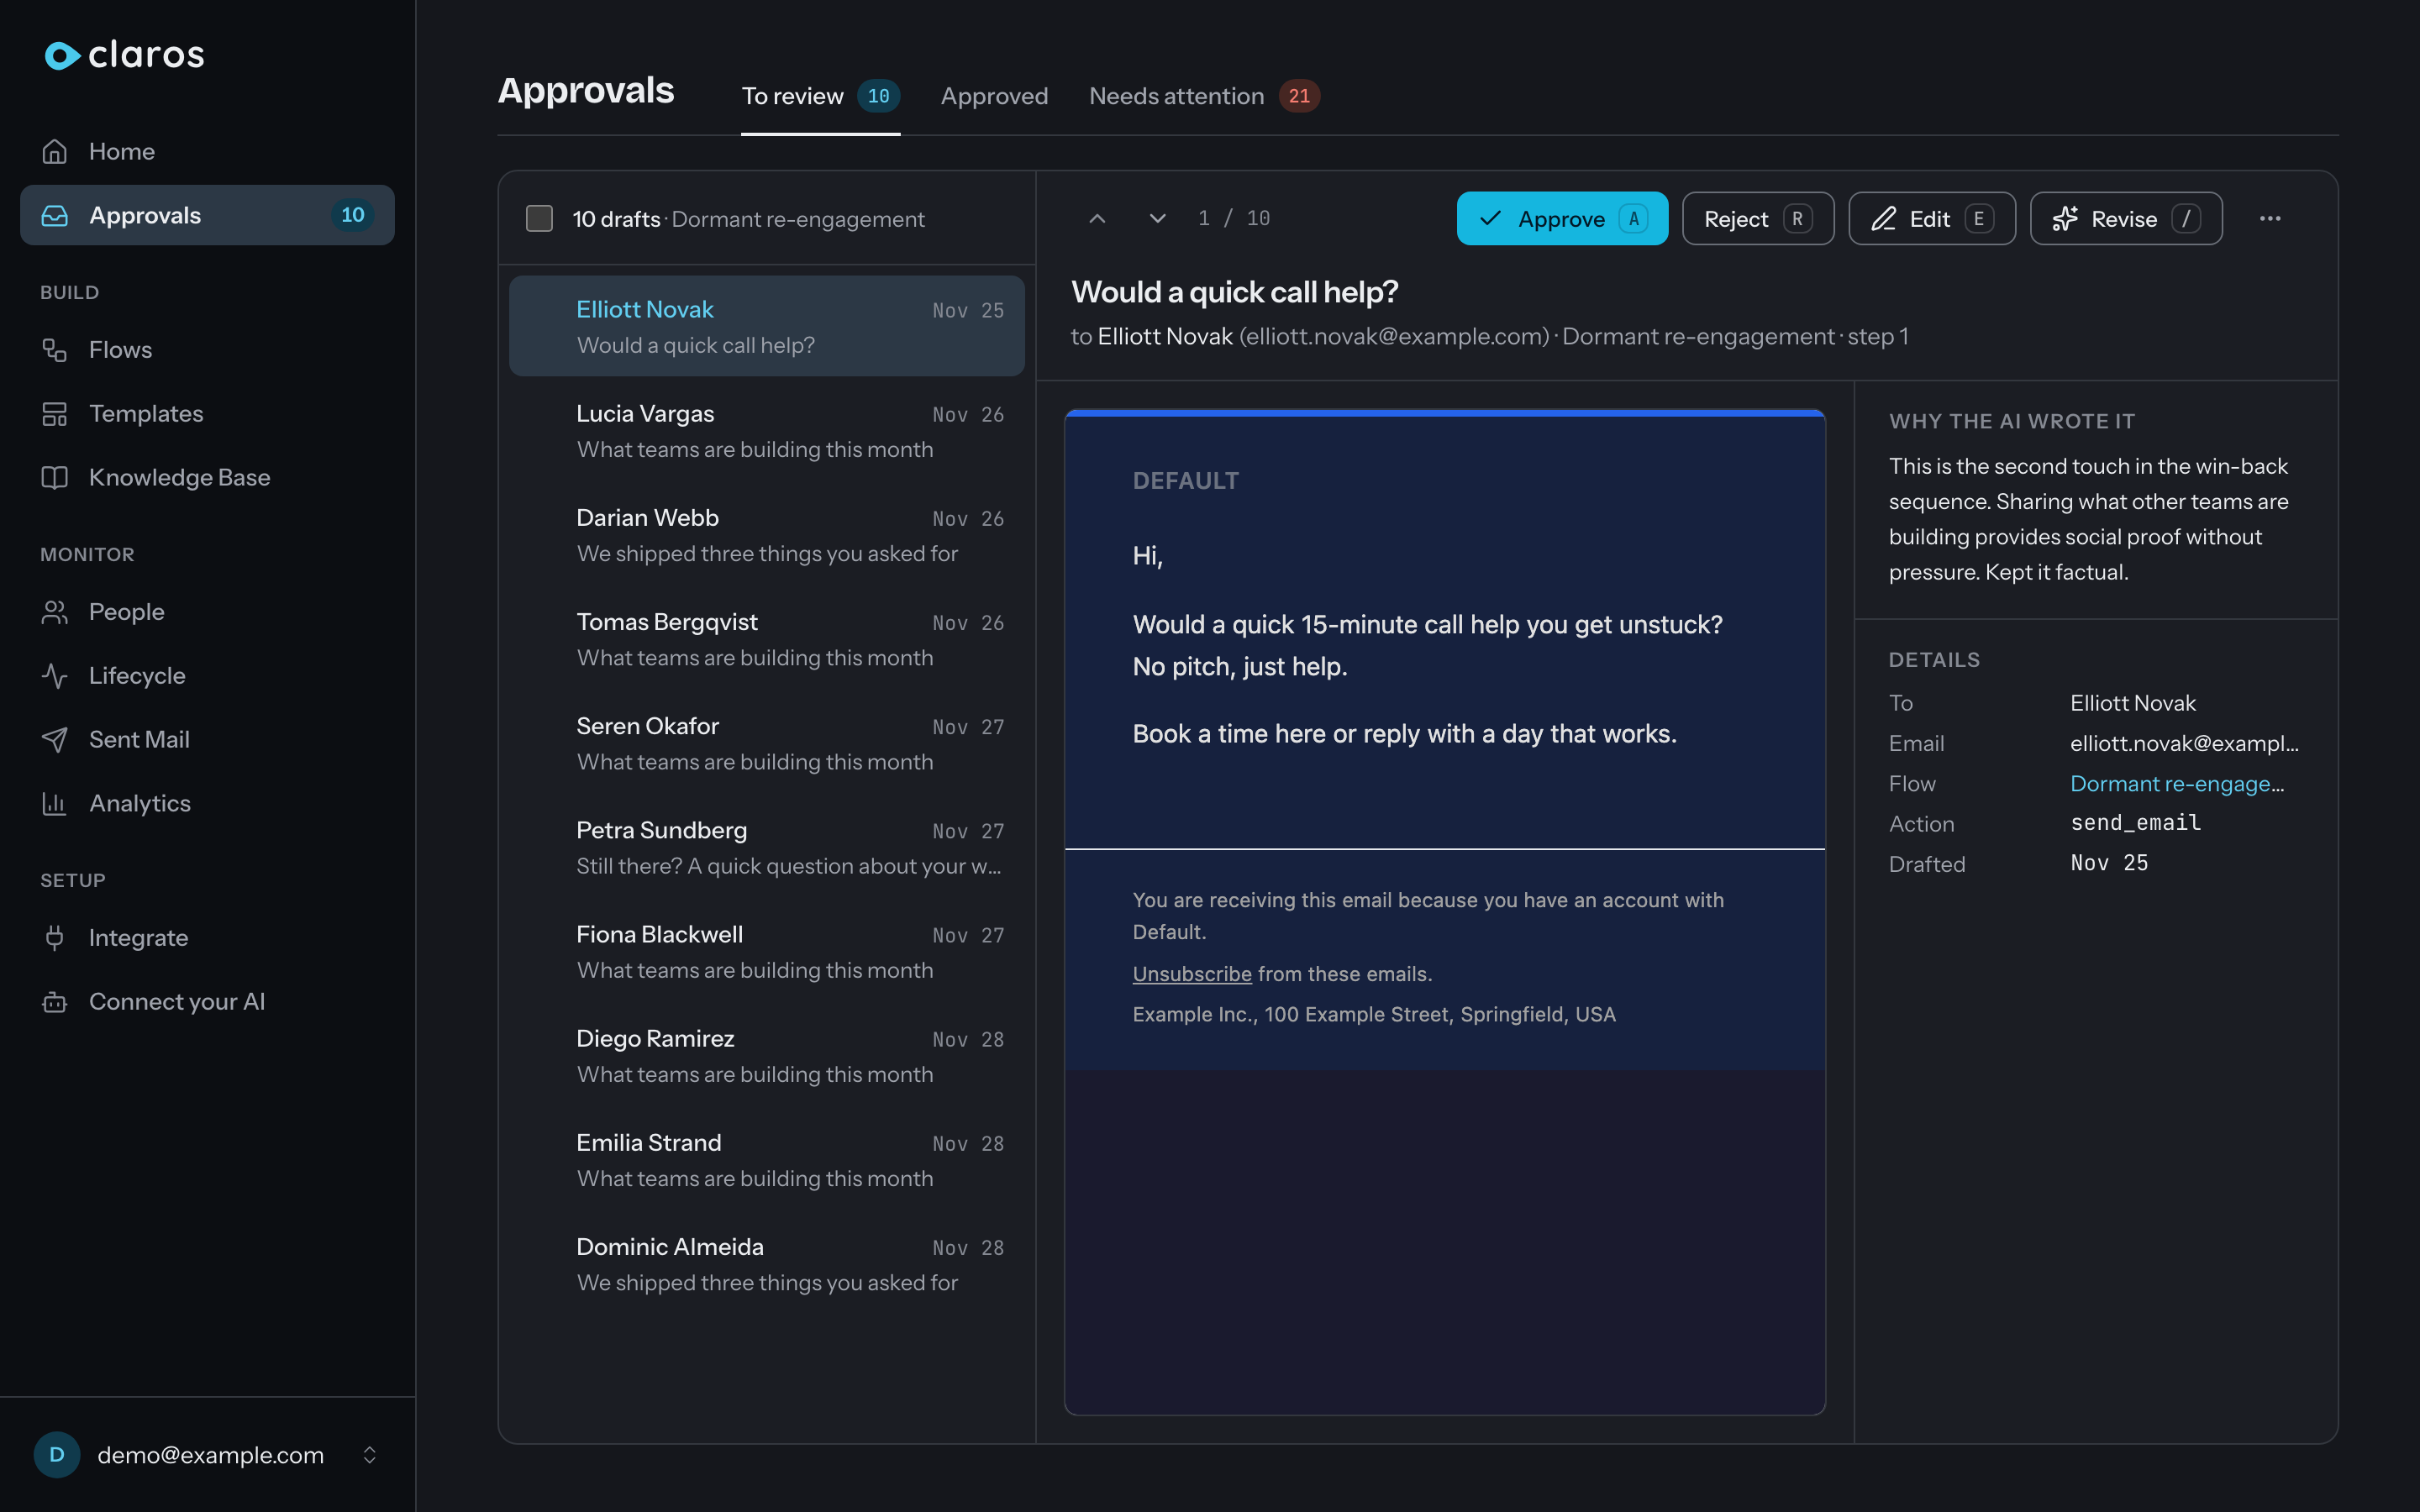 claros
Home
Approvals 10
BUILD
Flows
Templates
Knowledge Base
MONITOR
People
Lifecycle
Sent Mail
Analytics
SETUP
Integrate
Connect your AI
D demo@example.com
Approvals To review 10 Approved Needs attention 21
10 drafts · Dormant re-engagement
Elliott Novak Nov 25
Would a quick call help?
Lucia Vargas Nov 26
What teams are building this month
Darian Webb Nov 26
We shipped three things you asked for
Tomas Bergqvist Nov 26
What teams are building this month
Seren Okafor Nov 27
What teams are building this month
Petra Sundberg Nov 27
Still there? A quick question about your w...
Fiona Blackwell Nov 27
What teams are building this month
Diego Ramirez Nov 28
What teams are building this month
Emilia Strand Nov 28
What teams are building this month
Dominic Almeida Nov 28
We shipped three things you asked for
1 / 10 Approve A Reject R Edit E Revise / ...
Would a quick call help?
to Elliott Novak (elliott.novak@example.com) · Dormant re-engagement · step 1
DEFAULT
Hi,
Would a quick 15-minute call help you get unstuck?
No pitch, just help.
Book a time here or reply with a day that works.
You are receiving this email because you have an account with
Default.
Unsubscribe from these emails.
Example Inc., 100 Example Street, Springfield, USA
WHY THE AI WROTE IT
This is the second touch in the win-back
sequence. Sharing what other teams are
building provides social proof without
pressure. Kept it factual.
DETAILS
To Elliott Novak
Email elliott.novak@exampl...
Flow Dormant re-engage...
Action send_email
Drafted Nov 25